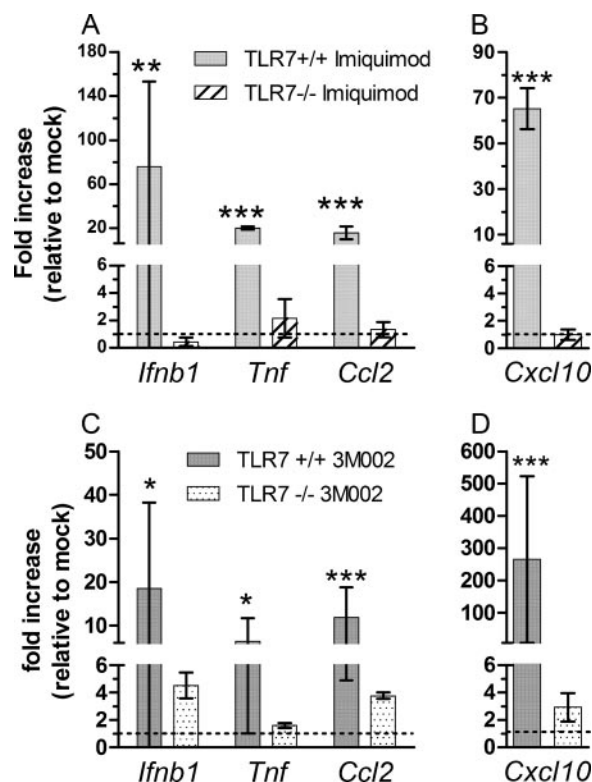 A
B
TLR7+/+ Imiquimod
TLR7-/- Imiquimod
Fold increase
(relative to mock)
180
140
100
60
20
6
4
2
0
**
***
***
90
70
50
30
10
6
4
2
0
***
Ifnb1 Tnf Ccl2
Cxcl10
C
D
TLR7 +/+ 3M002
TLR7 -/- 3M002
fold increase
(relative to mock)
50
40
30
20
10
6
4
2
0
*
*
***
600
500
400
300
200
100
6
4
2
0
***
Ifnb1 Tnf Ccl2
Cxcl10